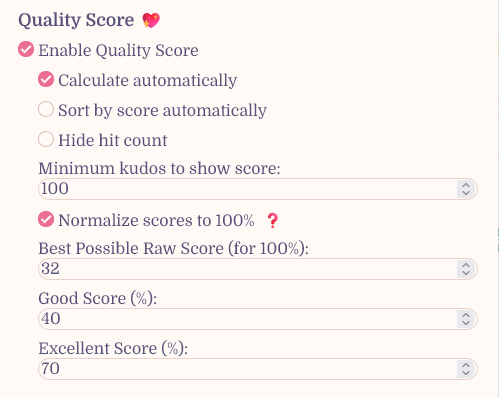 Quality Score 💖
Enable Quality Score
Calculate automatically
Sort by score automatically
Hide hit count
Minimum kudos to show score:
100
Normalize scores to 100% ❓
Best Possible Raw Score (for 100%):
32
Good Score (%):
40
Excellent Score (%):
70